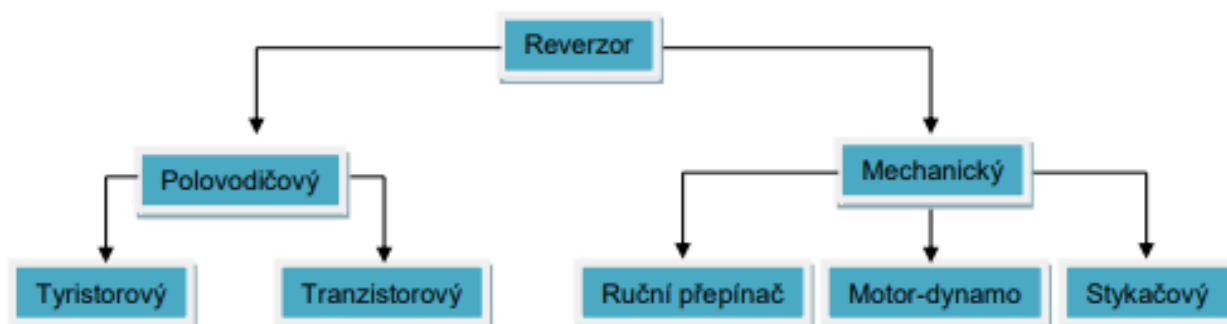 Reverzor
Polovodičový
Mechanický
Tyristorový
Tranzistorový
Ruční přepínač
Motor-dynamo
Stykačový